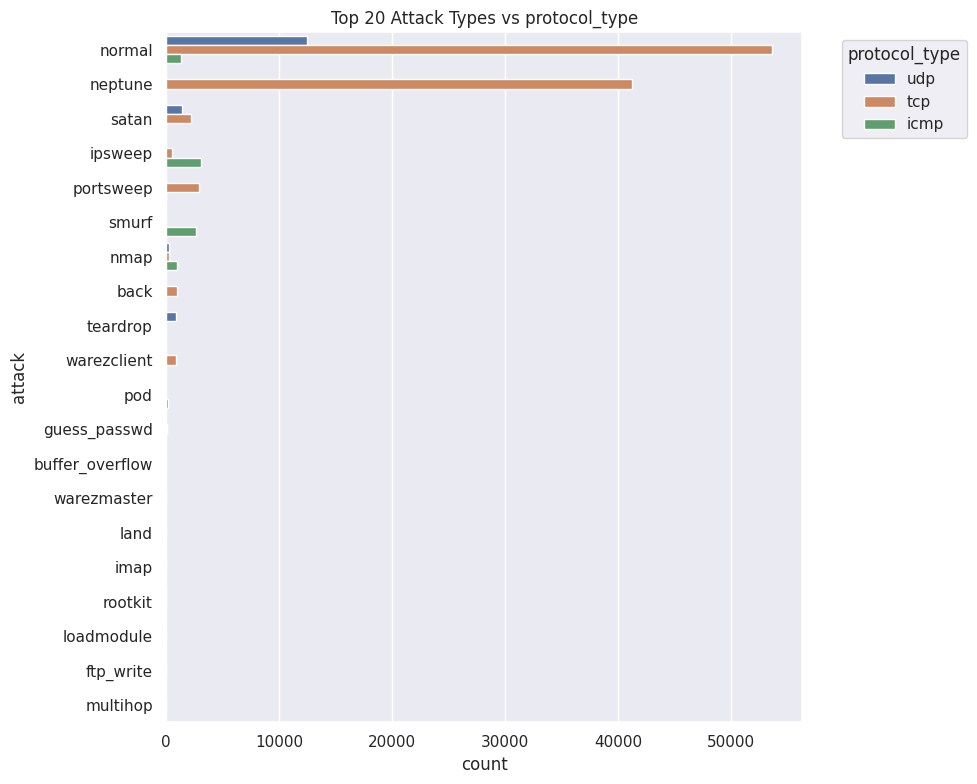 Top 20 Attack Types vs protocol_type
protocol_type
udp
tcp
icmp
attack
normal
neptune
satan
ipsweep
portsweep
smurf
nmap
back
teardrop
warezclient
pod
guess_passwd
buffer_overflow
warezmaster
land
imap
rootkit
loadmodule
ftp_write
multihop
0 10000 20000 30000 40000 50000
count